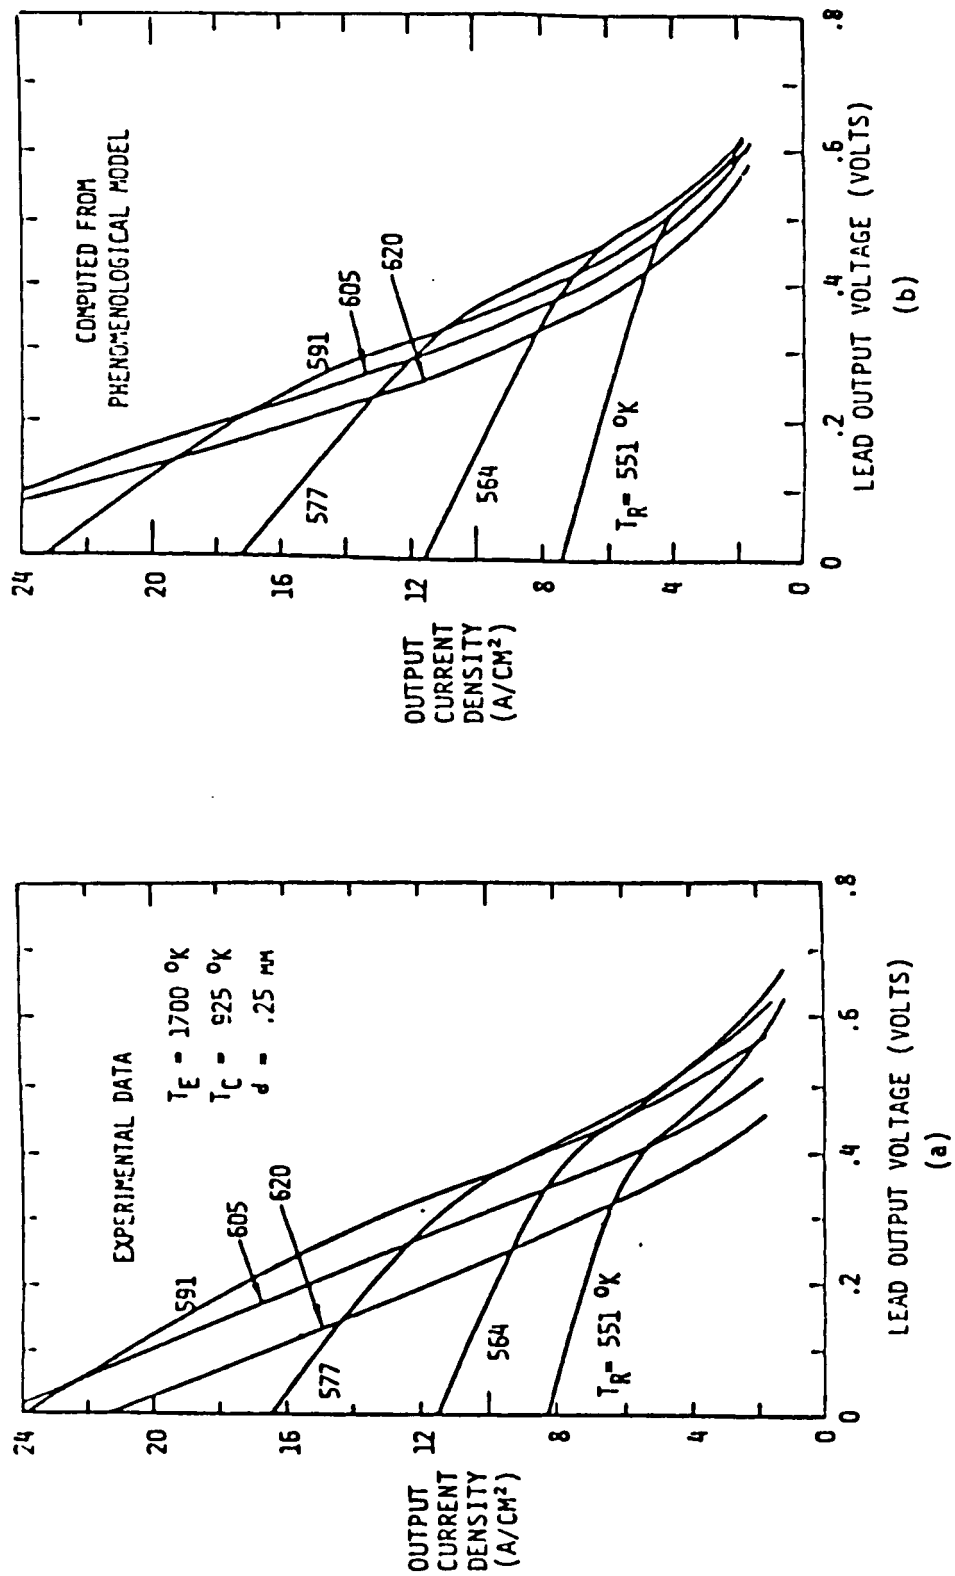 EXPERIMENTAL DATA
T_E = 1700 °K
T_C = 925 °K
d = .25 MM
591
605
620
577
564
T_R = 551 °K
24
20
16
12
8
4
0
OUTPUT
CURRENT
DENSITY
(A/CM²)
0
.2
.4
.6
.8
LEAD OUTPUT VOLTAGE (VOLTS)
(a)
COMPUTED FROM
PHENOMENOLOGICAL MODEL
591
605
620
577
564
T_R = 551 °K
24
20
16
12
8
4
0
OUTPUT
CURRENT
DENSITY
(A/CM²)
0
.2
.4
.6
.8
LEAD OUTPUT VOLTAGE (VOLTS)
(b)